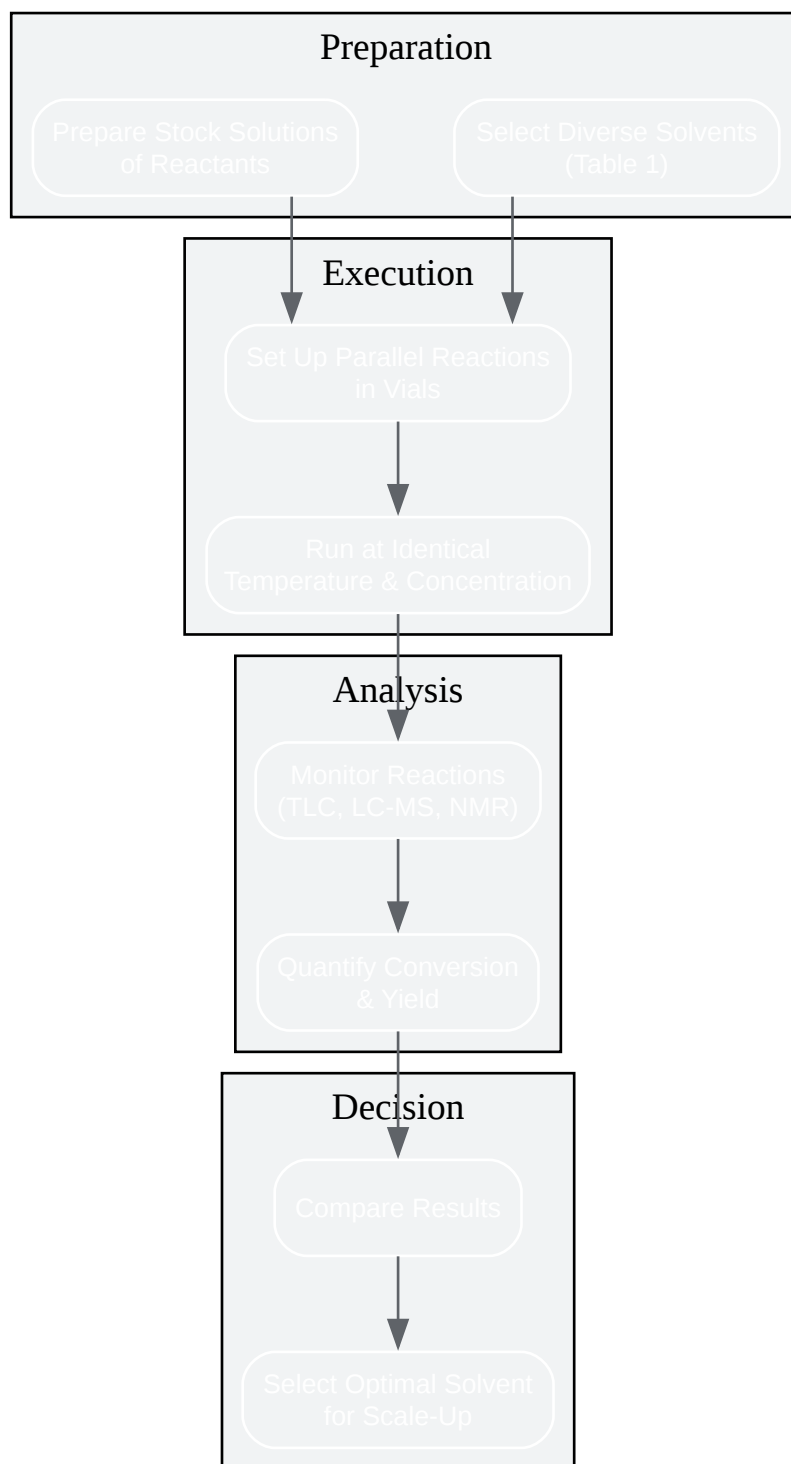 Preparation
Prepare Stock Solutions
of Reactants
Select Diverse Solvents
(Table 1)
Execution
Set Up Parallel Reactions
in Vials
Run at Identical
Temperature & Concentration
Analysis
Monitor Reactions
(TLC, LC-MS, NMR)
Quantify Conversion
& Yield
Decision
Compare Results
Select Optimal Solvent
for Scale-Up